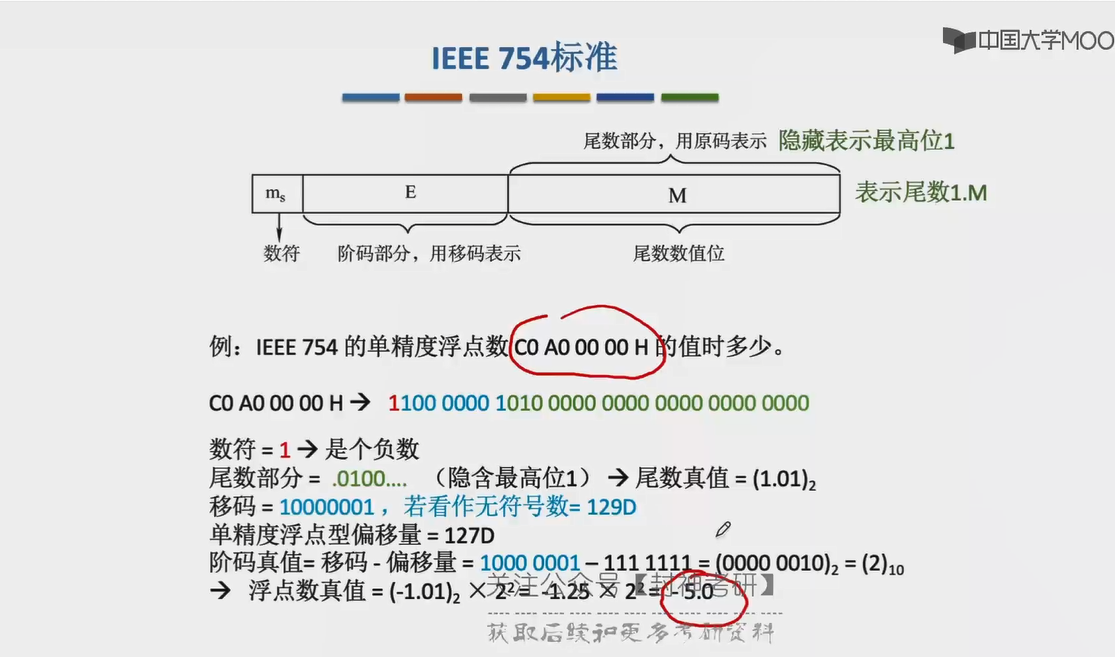 中国大学MOO
IEEE 754标准
尾数部分，用原码表示 隐藏表示最高位1
mₛ E M 表示尾数1.M
数符 阶码部分，用移码表示 尾数数值位
例：IEEE 754 的单精度浮点数 C0 A0 00 00 H 的值时多少。
C0 A0 00 00 H → 1100 0000 1010 0000 0000 0000 0000 0000
数符 = 1 → 是个负数
尾数部分 = .0100.... （隐含最高位1） → 尾数真值 = (1.01)₂
移码 = 10000001 ，若看作无符号数= 129D
单精度浮点型偏移量 = 127D
阶码真值= 移码 - 偏移量 = 1000 0001 – 111 1111 = (0000 0010)₂ = (2)₁₀
→ 浮点数真值 = (-1.01)₂ × 2² = -1.25 × 2² = - 5.0
关注公众号【封神考研】
获取后续和更多考研资料